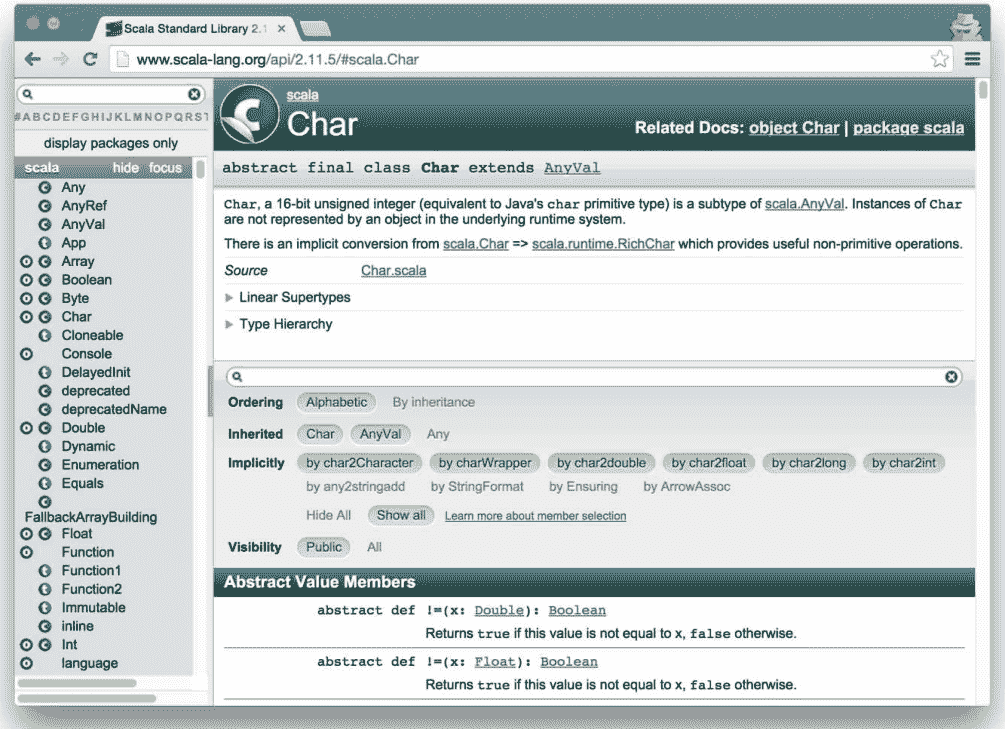 Scala Standard Library 2.1
www.scala-lang.org/api/2.11.5/#scala.Char
#ABCDEFGHIJKLMNOPQRST
display packages only
scala hide focus
Any
AnyRef
AnyVal
App
Array
Boolean
Byte
Char
Cloneable
Console
DelayedInit
deprecated
deprecatedName
Double
Dynamic
Enumeration
Equals
FallbackArrayBuilding
Float
Function
Function1
Function2
Immutable
inline
Int
language
scala
Char
Related Docs: object Char | package scala
abstract final class Char extends AnyVal
Char, a 16-bit unsigned integer (equivalent to Java's char primitive type) is a subtype of scala.AnyVal. Instances of Char
are not represented by an object in the underlying runtime system.
There is an implicit conversion from scala.Char => scala.runtime.RichChar which provides useful non-primitive operations.
Source Char.scala
Linear Supertypes
Type Hierarchy
Ordering Alphabetic By inheritance
Inherited Char AnyVal Any
Implicitly by char2Character by charWrapper by char2double by char2float by char2long by char2int
by any2stringadd by StringFormat by Ensuring by ArrowAssoc
Hide All Show all Learn more about member selection
Visibility Public All
Abstract Value Members
abstract def !=(x: Double): Boolean
Returns true if this value is not equal to x, false otherwise.
abstract def !=(x: Float): Boolean
Returns true if this value is not equal to x, false otherwise.